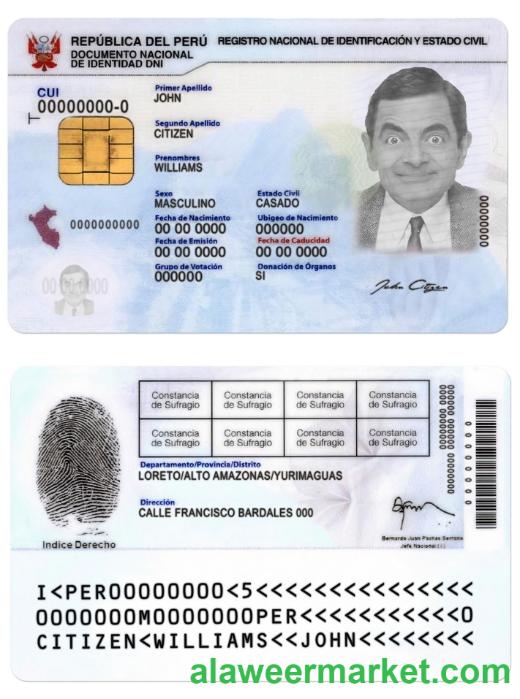 REPÚBLICA DEL PERÚ REGISTRO NACIONAL DE IDENTIFICACIÓN Y ESTADO CIVIL
DOCUMENTO NACIONAL
DE IDENTIDAD DNI
CUI
00000000-0
Primer Apellido
JOHN
Segundo Apellido
CITIZEN
Prenombres
WILLIAMS
Sexo
MASCULINO
Estado Civil
CASADO
Fecha de Nacimiento
00 00 0000
Ubigeo de Nacimiento
000000
Fecha de Emisión
00 00 0000
Fecha de Caducidad
00 00 0000
Grupo de Votación
000000
Donación de Órganos
SI
0000000000
00 00 0000
00000000
John Citizen
Constancia de Sufragio Constancia de Sufragio Constancia de Sufragio Constancia de Sufragio
Constancia de Sufragio Constancia de Sufragio Constancia de Sufragio Constancia de Sufragio
Departamento/Provincia/Distrito
LORETO/ALTO AMAZONAS/YURIMAGUAS
Dirección
CALLE FRANCISCO BARDALES 000
Indice Derecho
Bernardo Juan Pachas Serrana
Jefe Nacional
I<PER00000000<5<<<<<<<<<<<<<<<
0000000M0000000PER<<<<<<<<<<<0
CITIZEN<WILLIAMS<<JOHN<<<<<<<<
alaweermarket.com